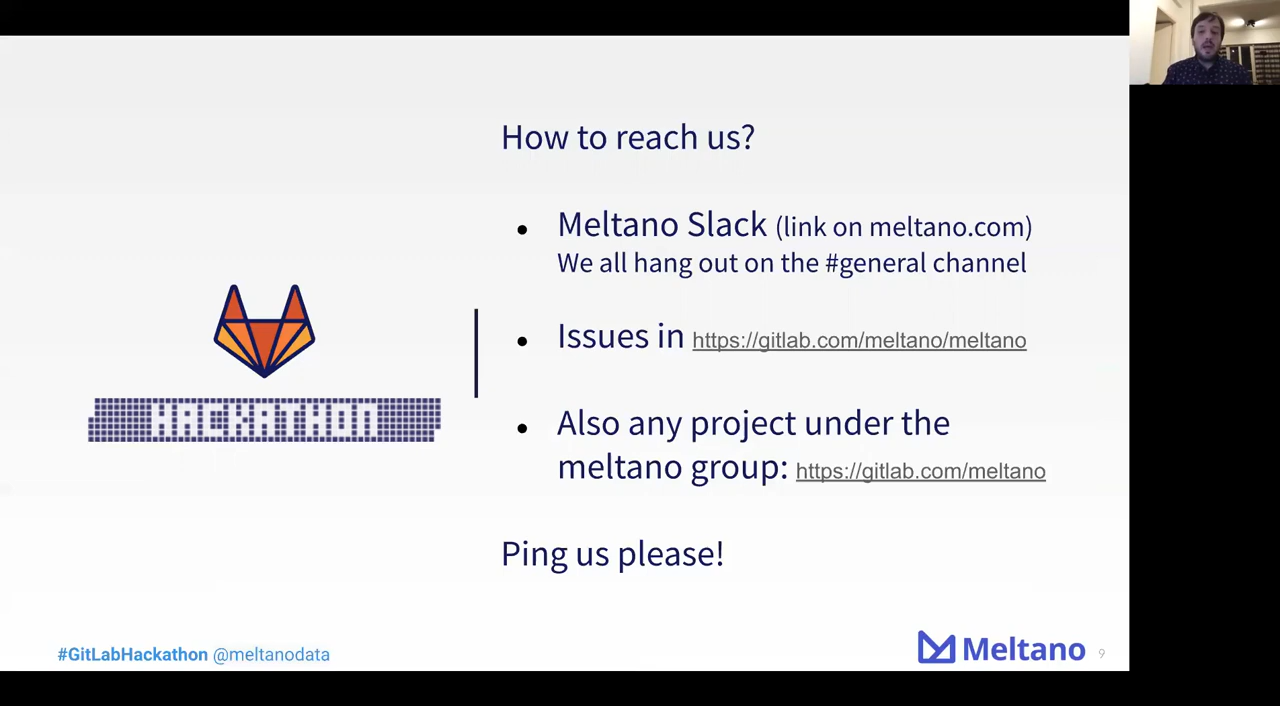 How to reach us?
● Meltano Slack (link on meltano.com)
We all hang out on the #general channel
● Issues in https://gitlab.com/meltano/meltano
● Also any project under the
meltano group: https://gitlab.com/meltano
Ping us please!
HACKATHON
#GitLabHackathon @meltanodata
Meltano 9